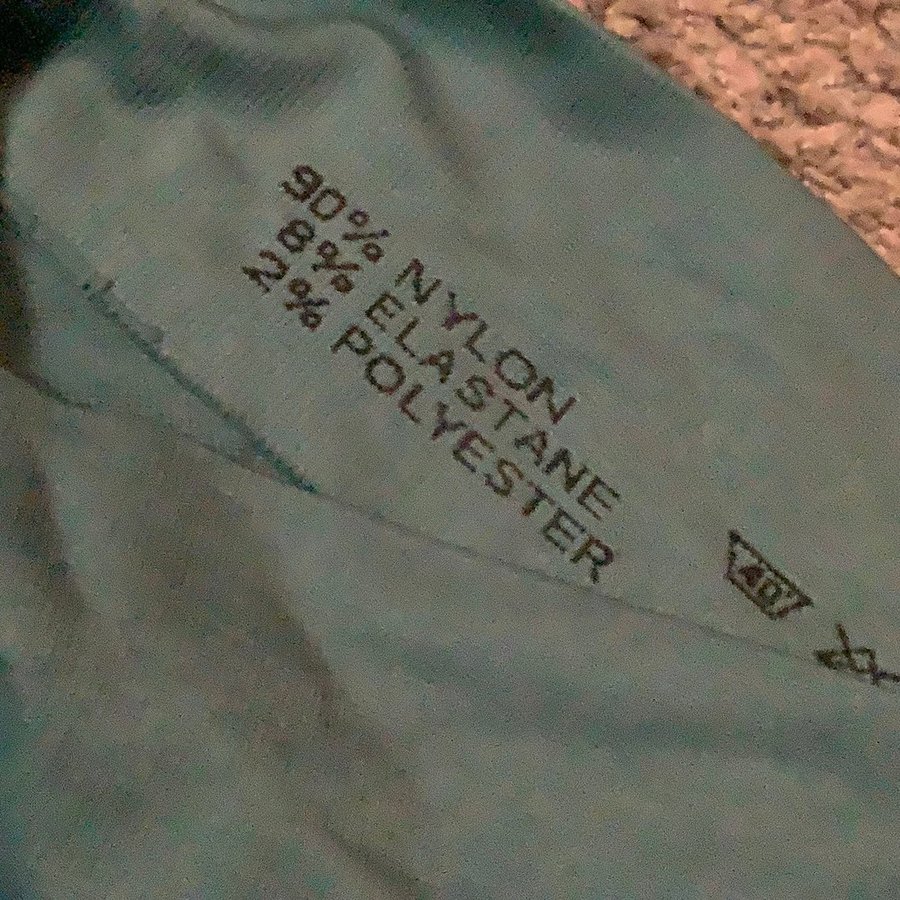 90% NYLON
8% ELASTANE
2% POLYESTER
40°